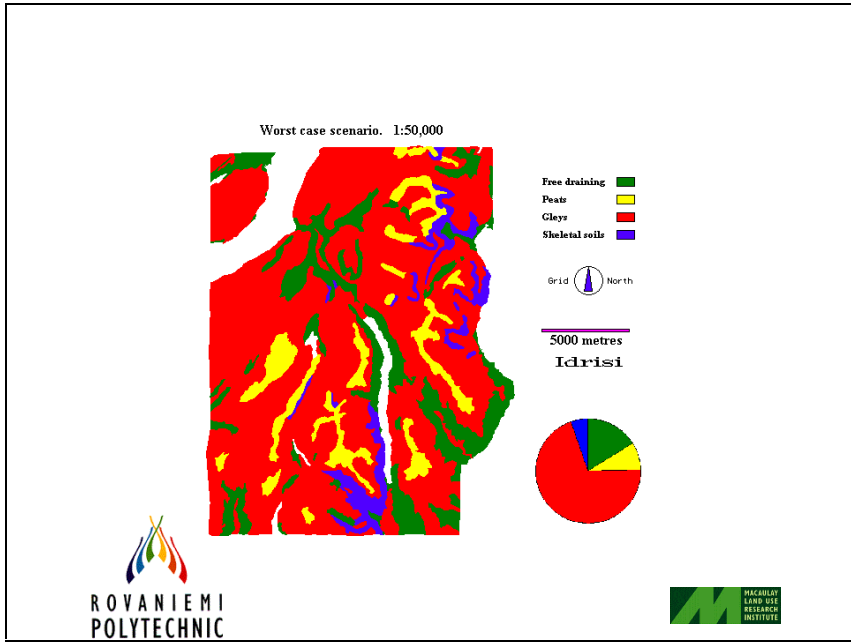 Worst case scenario. 1:50,000
Free draining
Peats
Gleys
Skeletal soils
Grid North
5000 metres
Idrisi
ROVANIEMI
POLYTECHNIC
MACAULAY
LAND USE
RESEARCH
INSTITUTE